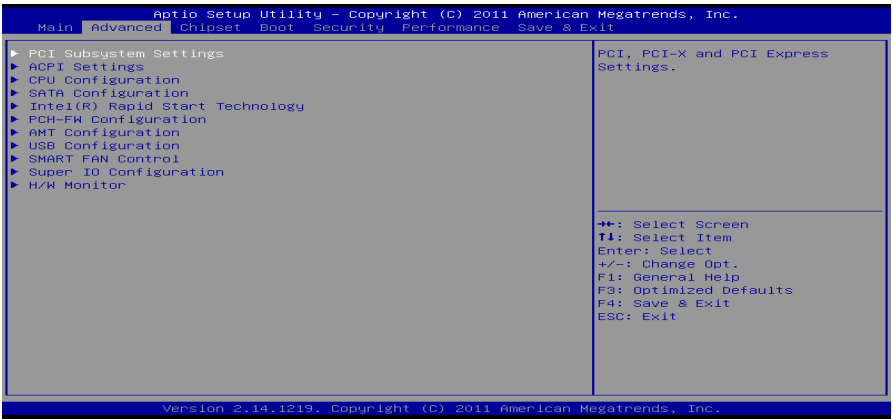 Aptio Setup Utility – Copyright (C) 2011 American Megatrends, Inc.
Main Advanced Chipset Boot Security Performance Save & Exit
▶ PCI Subsystem Settings
▶ ACPI Settings
▶ CPU Configuration
▶ SATA Configuration
▶ Intel(R) Rapid Start Technology
▶ PCH-FW Configuration
▶ AMT Configuration
▶ USB Configuration
▶ SMART FAN Control
▶ Super IO Configuration
▶ H/W Monitor
PCI, PCI-X and PCI Express
Settings.
→←: Select Screen
↑↓: Select Item
Enter: Select
+/-: Change Opt.
F1: General Help
F3: Optimized Defaults
F4: Save & Exit
ESC: Exit
Version 2.14.1219. Copyright (C) 2011 American Megatrends, Inc.